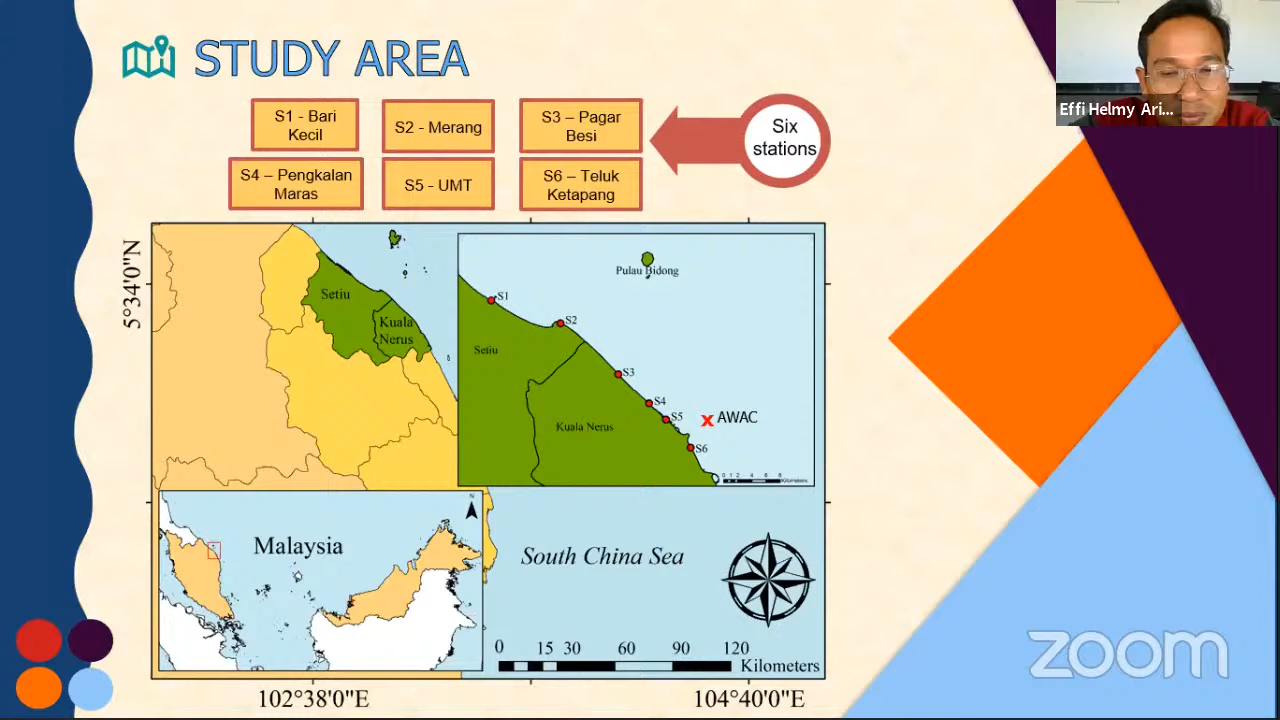 STUDY AREA
Effi Helmy Ari...
S1 - Bari
Kecil
S2 - Merang
S3 – Pagar
Besi
Six
stations
S4 – Pengkalan
Maras
S5 - UMT
S6 – Teluk
Ketapang
5°34'0"N
Setiu
Kuala
Nerus
Pulau Bidong
S1
S2
Setiu
S3
S4
S5
X AWAC
Kuala Nerus
S6
Kilometers
N
Malaysia
South China Sea
0 15 30 60 90 120
Kilometers
102°38'0"E
104°40'0"E
zoom